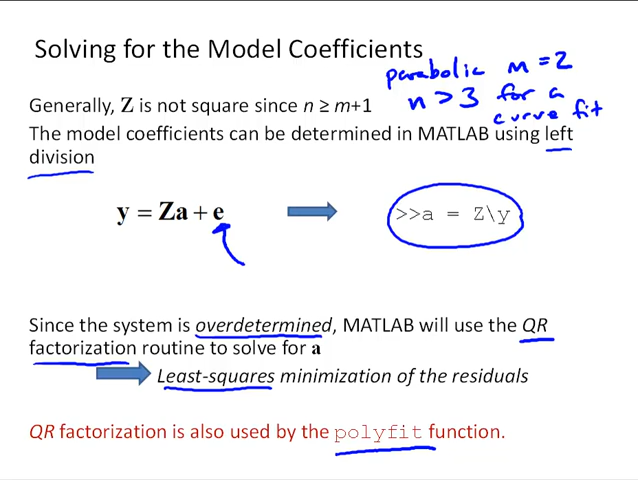 Solving for the Model Coefficients
parabolic m = 2
n > 3 for a
curve fit
Generally, Z is not square since n ≥ m+1
The model coefficients can be determined in MATLAB using left
division
y = Za + e
>>a = Z\y
Since the system is overdetermined, MATLAB will use the QR
factorization routine to solve for a
Least-squares minimization of the residuals
QR factorization is also used by the polyfit function.